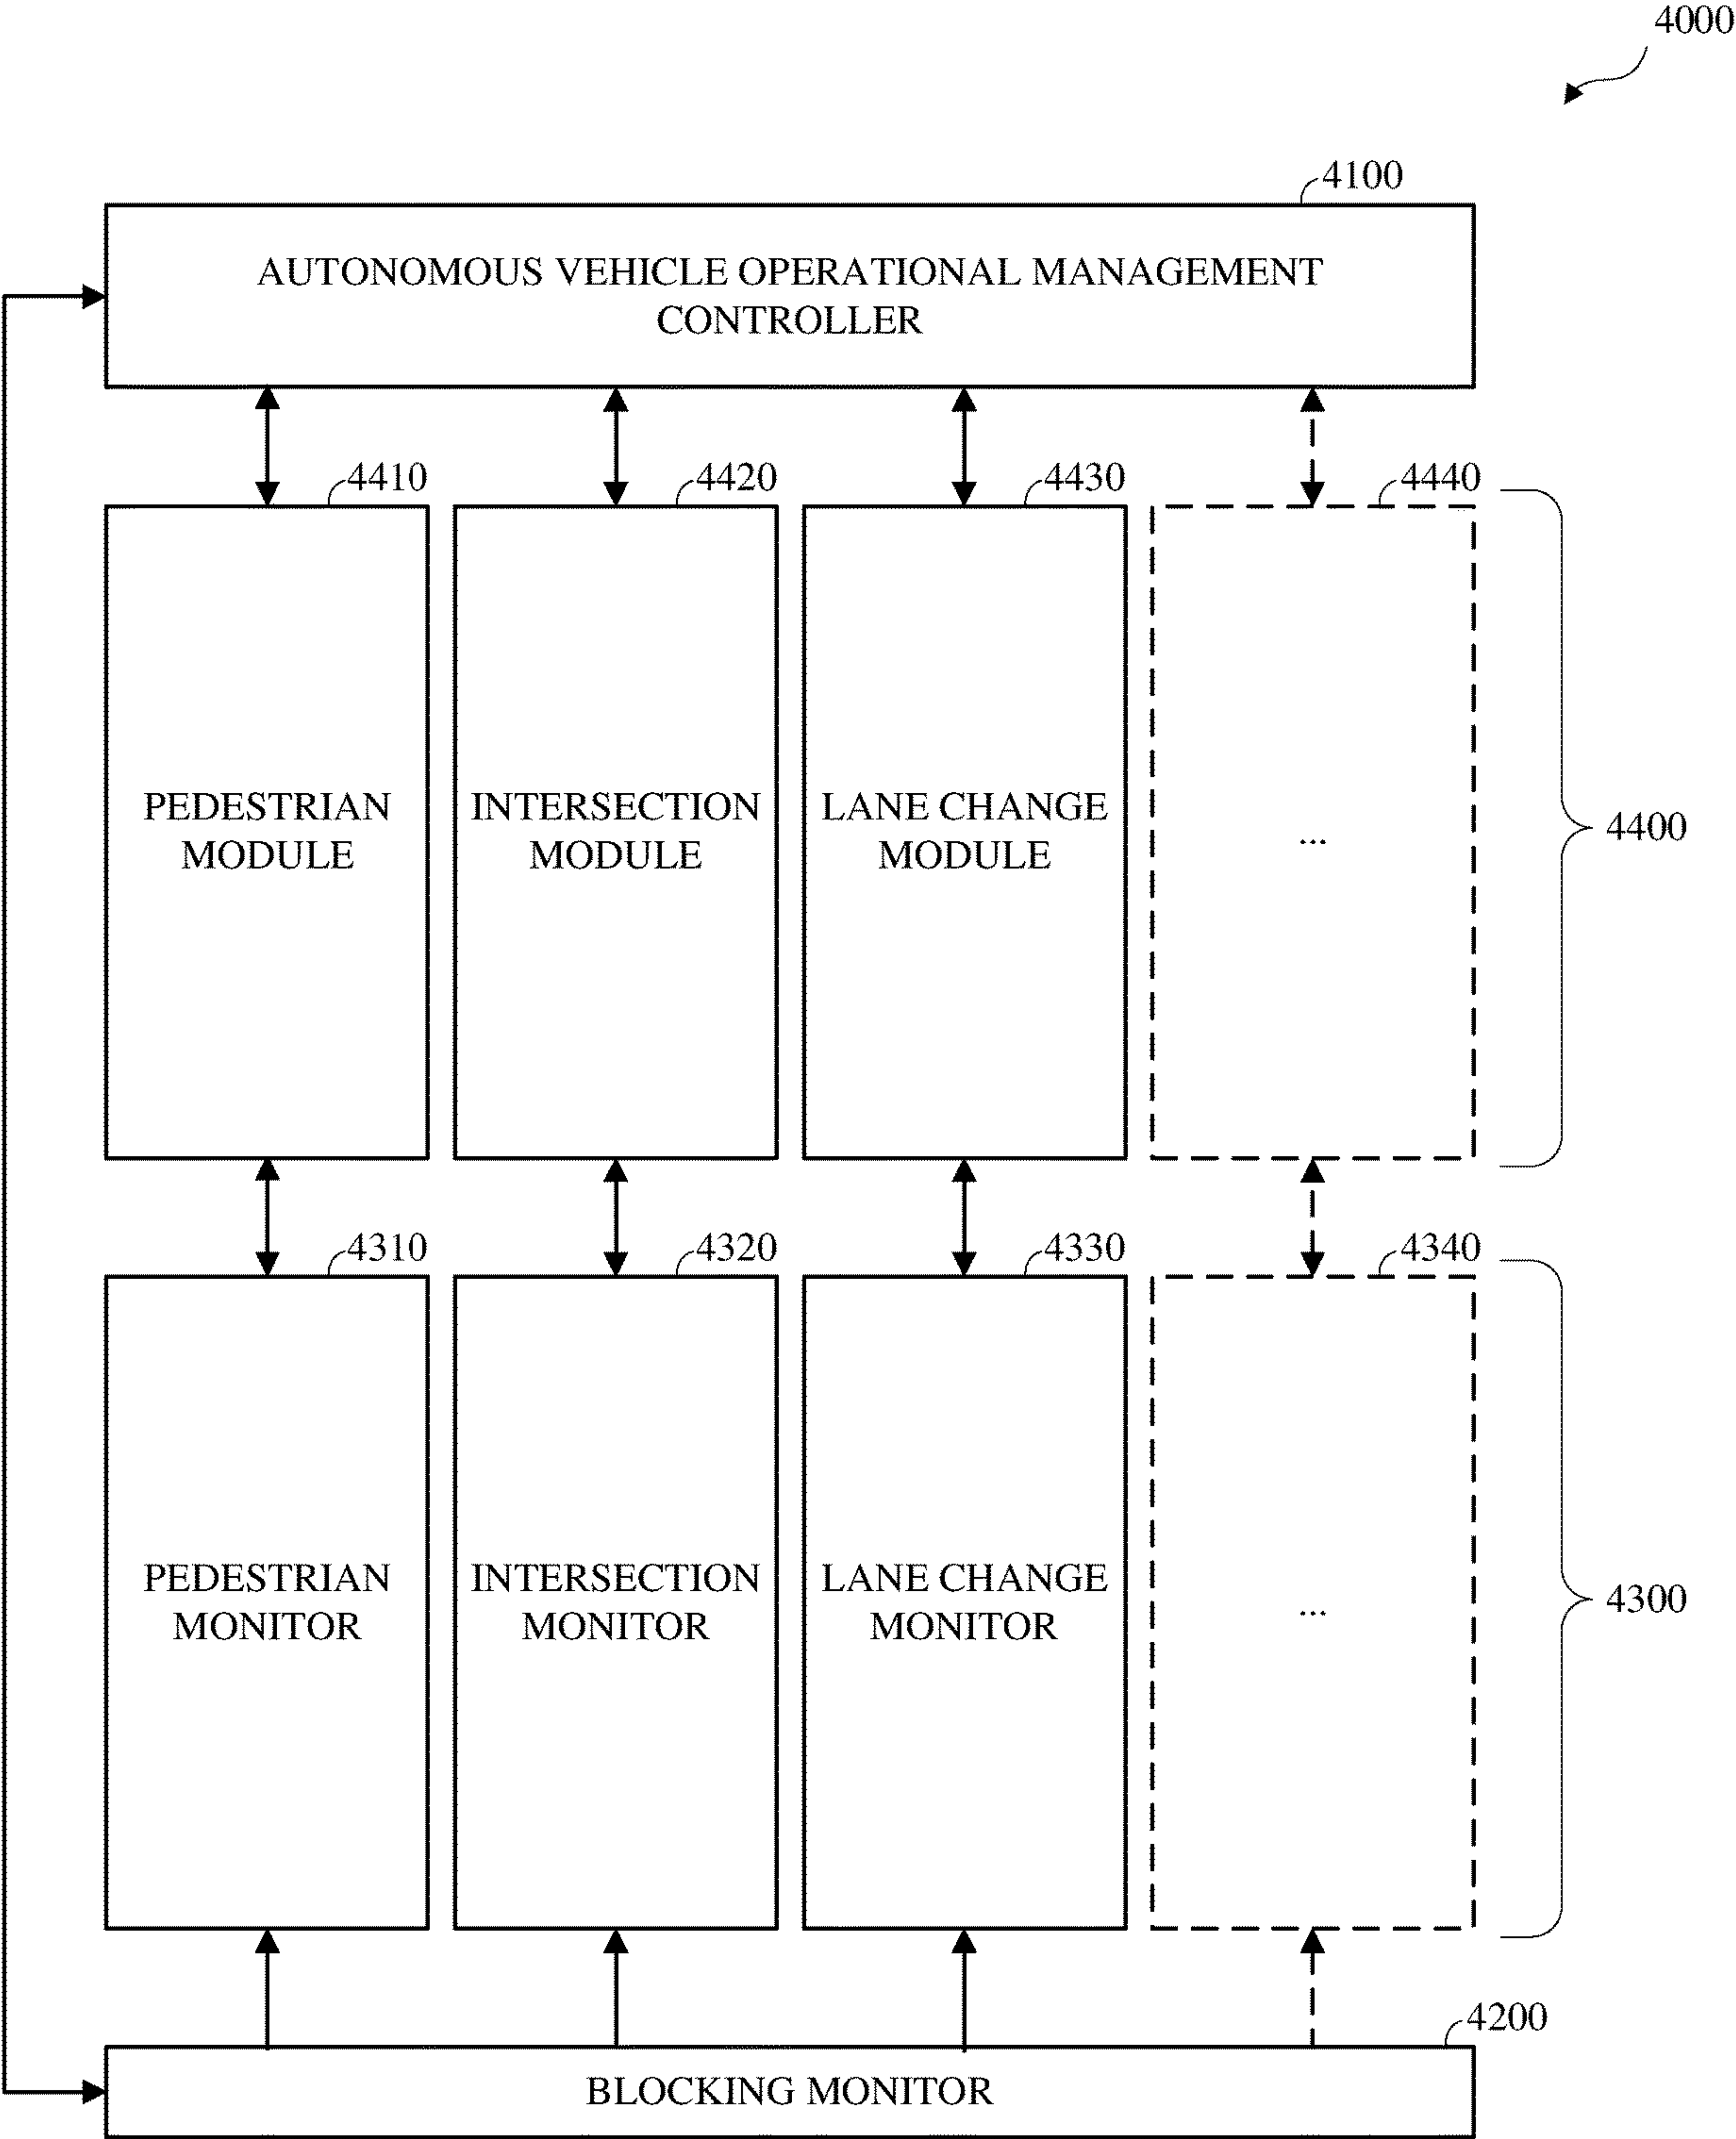 4000
4100
AUTONOMOUS VEHICLE OPERATIONAL MANAGEMENT
CONTROLLER
4410
4420
4430
4440
PEDESTRIAN
MODULE
INTERSECTION
MODULE
LANE CHANGE
MODULE
...
4400
4310
4320
4330
4340
PEDESTRIAN
MONITOR
INTERSECTION
MONITOR
LANE CHANGE
MONITOR
...
4300
4200
BLOCKING MONITOR